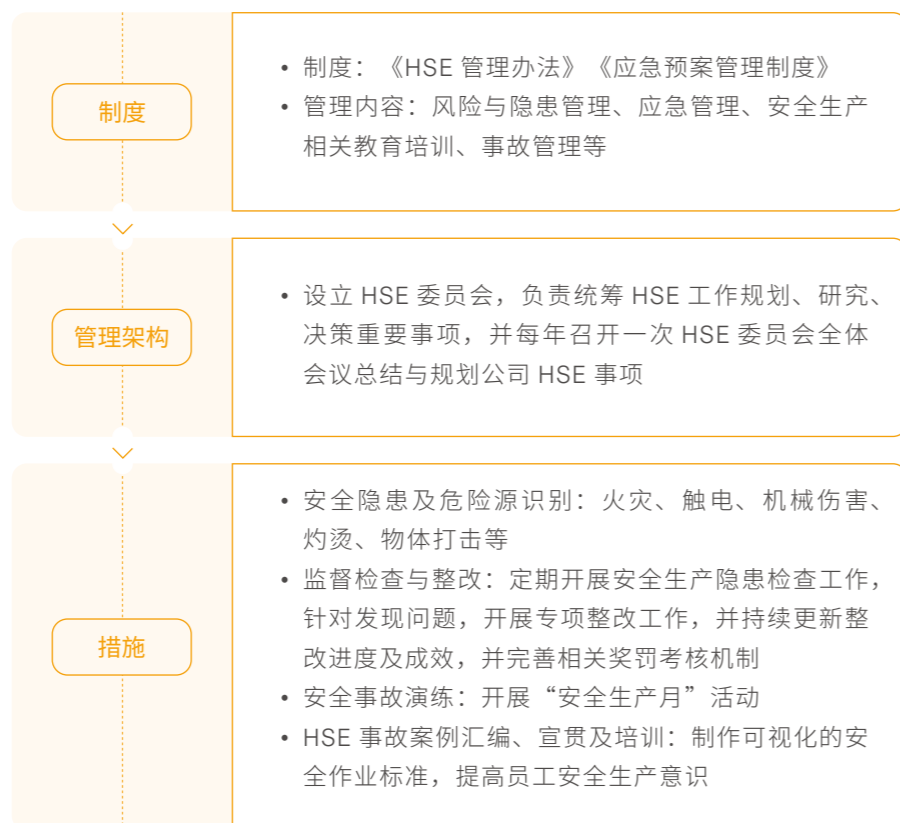 制度
• 制度：《HSE 管理办法》《应急预案管理制度》
• 管理内容：风险与隐患管理、应急管理、安全生产
相关教育培训、事故管理等
管理架构
• 设立 HSE 委员会，负责统筹 HSE 工作规划、研究、
决策重要事项，并每年召开一次 HSE 委员会全体
会议总结与规划公司 HSE 事项
措施
• 安全隐患及危险源识别：火灾、触电、机械伤害、
灼烫、物体打击等
• 监督检查与整改：定期开展安全生产隐患检查工作，
针对发现问题，开展专项整改工作，并持续更新整
改进度及成效，并完善相关奖罚考核机制
• 安全事故演练：开展“安全生产月”活动
• HSE 事故案例汇编、宣贯及培训：制作可视化的安
全作业标准，提高员工安全生产意识